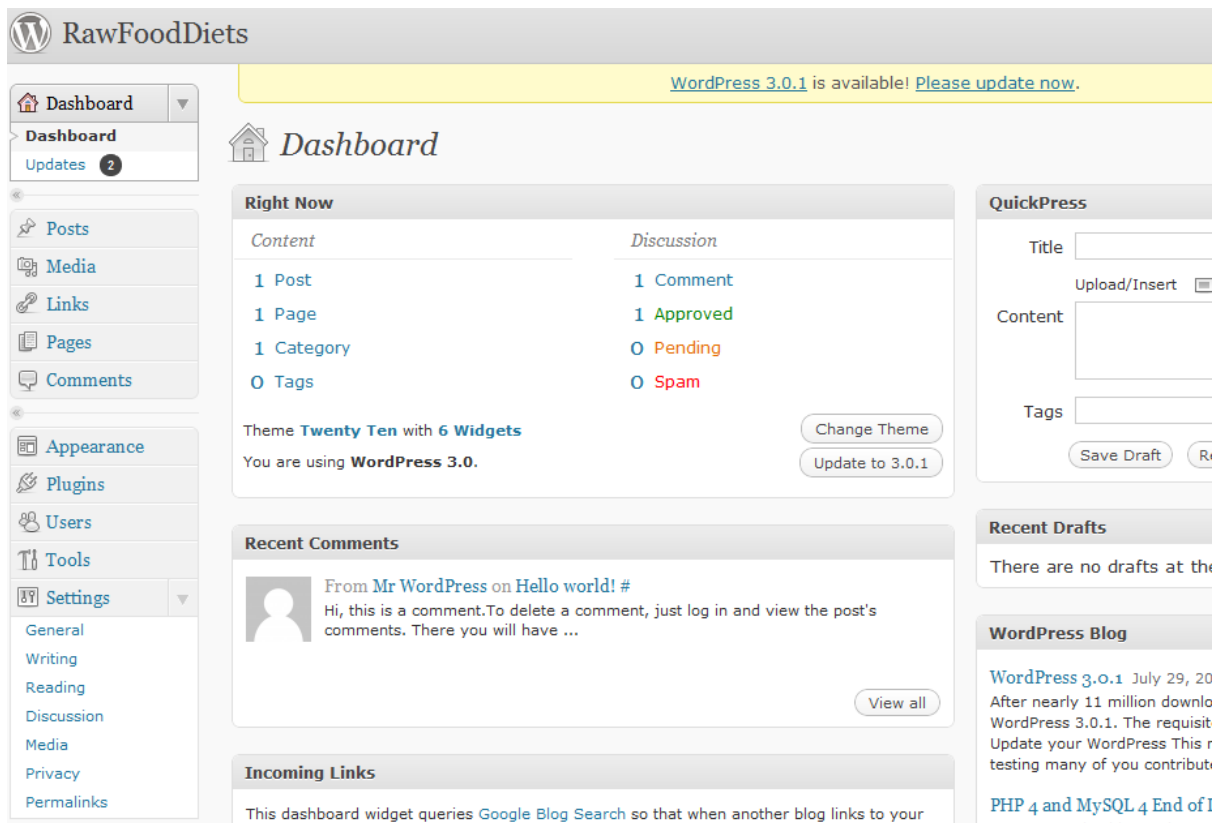 RawFoodDiets
WordPress 3.0.1 is available! Please update now.
Dashboard
Dashboard
Updates 2
Posts
Media
Links
Pages
Comments
Appearance
Plugins
Users
Tools
Settings
General
Writing
Reading
Discussion
Media
Privacy
Permalinks
Dashboard
Right Now
Content
1 Post
1 Page
1 Category
0 Tags
Discussion
1 Comment
1 Approved
0 Pending
0 Spam
Theme Twenty Ten with 6 Widgets
Change Theme
You are using WordPress 3.0.
Update to 3.0.1
Recent Comments
From Mr WordPress on Hello world! #
Hi, this is a comment.To delete a comment, just log in and view the post's
comments. There you will have ...
View all
Incoming Links
This dashboard widget queries Google Blog Search so that when another blog links to your
QuickPress
Title
Upload/Insert
Content
Tags
Save Draft
Recent Drafts
There are no drafts at the
WordPress Blog
WordPress 3.0.1 July 29, 20
After nearly 11 million downlo
WordPress 3.0.1. The requisit
Update your WordPress This
testing many of you contribut
PHP 4 and MySQL 4 End of